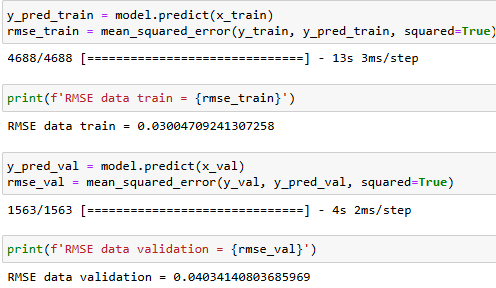 y_pred_train = model.predict(x_train)
rmse_train = mean_squared_error(y_train, y_pred_train, squared=True)
4688/4688 [==============================] - 13s 3ms/step
print(f'RMSE data train = {rmse_train}')
RMSE data train = 0.03004709241307258
y_pred_val = model.predict(x_val)
rmse_val = mean_squared_error(y_val, y_pred_val, squared=True)
1563/1563 [==============================] - 4s 2ms/step
print(f'RMSE data validation = {rmse_val}')
RMSE data validation = 0.04034140803685969